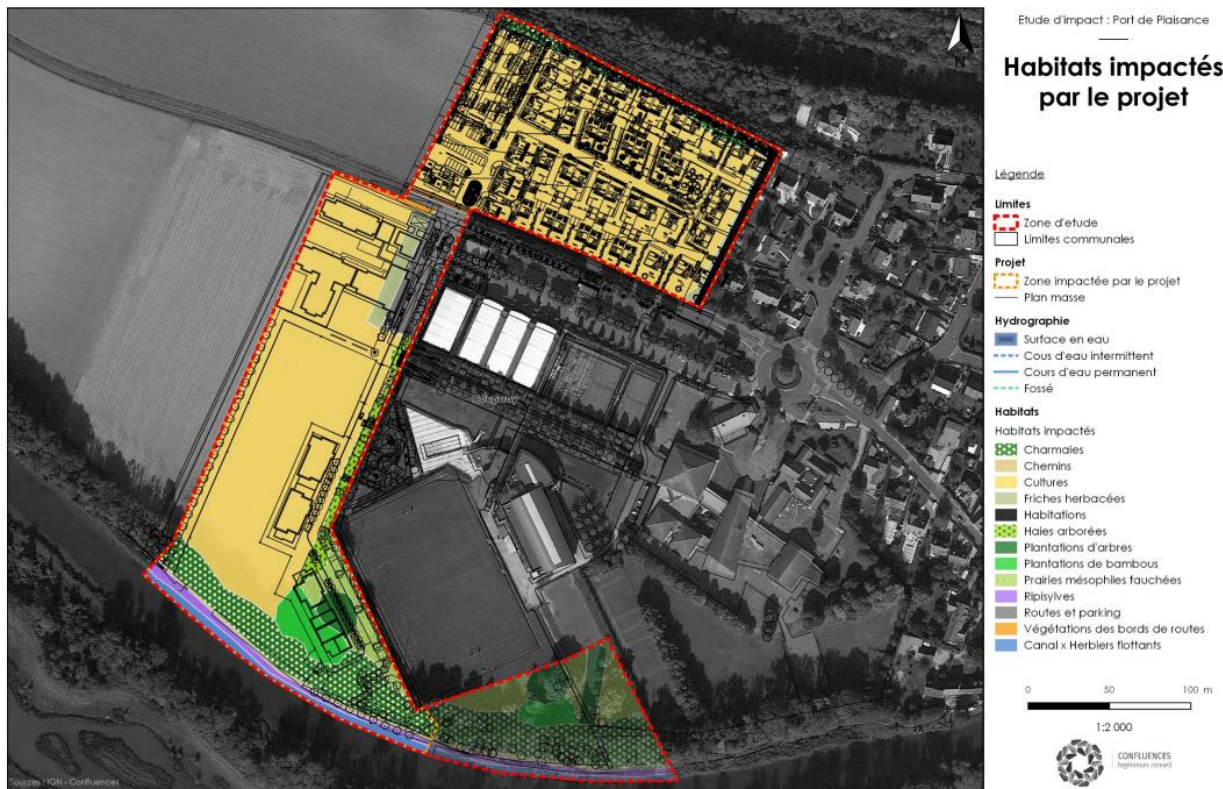 Etude d'impact : Port de Plaisance
Habitats impactés
par le projet
Légende
Limites
Zone d'etude
Limites communales
Projet
Zone impactée par le projet
Plan masse
Hydrographie
Surface en eau
Cous d'eau intermittent
Cours d'eau permanent
Fossé
Habitats
Habitats impactés
Charmaies
Chemins
Cultures
Friches herbacées
Habitations
Haies arborées
Plantations d'arbres
Plantations de bambous
Prairies mésophiles fauchées
Ripisylves
Routes et parking
Végétations des bords de routes
Canal x Herbiers flottants
0 50 100 m
1:2 000
CONFLUENCES
Ingénieurs conseil
Sources : IGN - Confluences